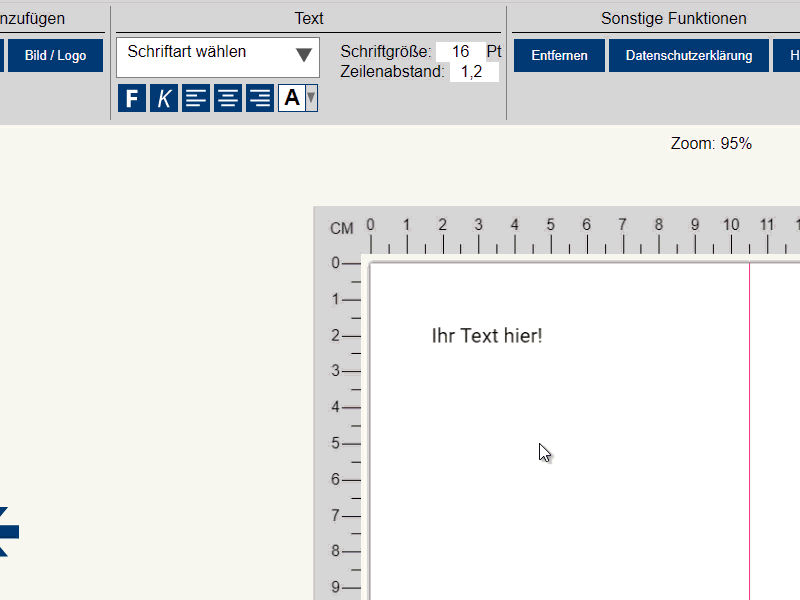 nzufügen
Text
Sonstige Funktionen
Bild / Logo
Schriftart wählen
Schriftgröße: 16 Pt
Zeilenabstand: 1,2
F K A
Entfernen
Datenschutzerklärung
H
Zoom: 95%
CM 0 1 2 3 4 5 6 7 8 9 10 11 1
0
1
2
3
4
5
6
7
8
9
Ihr Text hier!